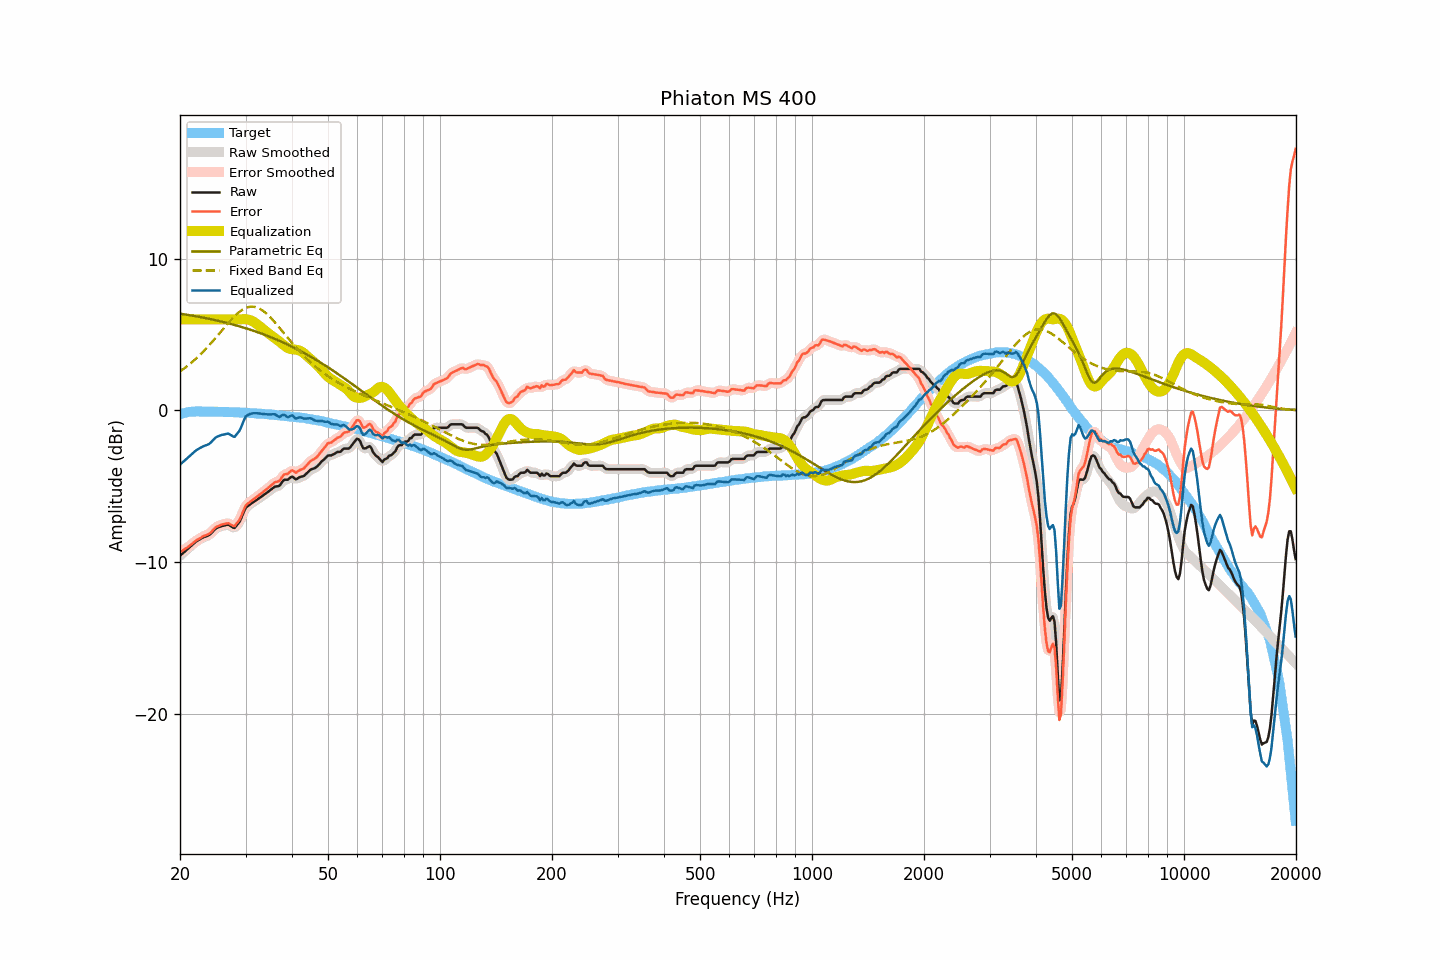 Phiaton MS 400
Target
Raw Smoothed
Error Smoothed
Raw
Error
Equalization
Parametric Eq
Fixed Band Eq
Equalized
10
0
−10
−20
Amplitude (dBr)
20 50 100 200 500 1000 2000 5000 10000 20000
Frequency (Hz)